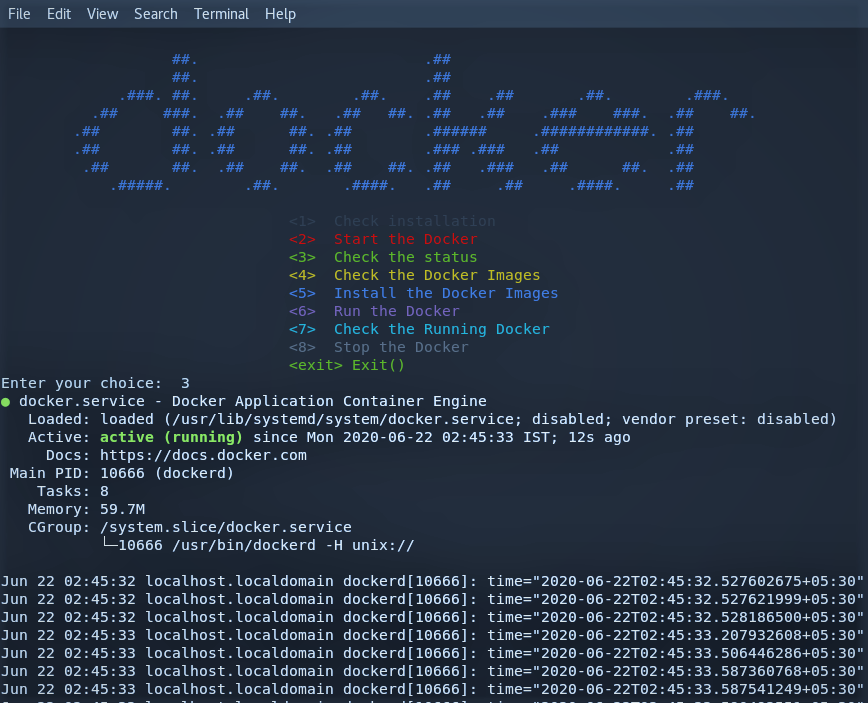 File Edit View Search Terminal Help
docker
<1> Check installation
<2> Start the Docker
<3> Check the status
<4> Check the Docker Images
<5> Install the Docker Images
<6> Run the Docker
<7> Check the Running Docker
<8> Stop the Docker
<exit> Exit()
Enter your choice: 3
● docker.service - Docker Application Container Engine
Loaded: loaded (/usr/lib/systemd/system/docker.service; disabled; vendor preset: disabled)
Active: active (running) since Mon 2020-06-22 02:45:33 IST; 12s ago
Docs: https://docs.docker.com
Main PID: 10666 (dockerd)
Tasks: 8
Memory: 59.7M
CGroup: /system.slice/docker.service
└─10666 /usr/bin/dockerd -H unix://
Jun 22 02:45:32 localhost.localdomain dockerd[10666]: time="2020-06-22T02:45:32.527602675+05:30"
Jun 22 02:45:32 localhost.localdomain dockerd[10666]: time="2020-06-22T02:45:32.527621999+05:30"
Jun 22 02:45:32 localhost.localdomain dockerd[10666]: time="2020-06-22T02:45:32.528186500+05:30"
Jun 22 02:45:33 localhost.localdomain dockerd[10666]: time="2020-06-22T02:45:33.207932608+05:30"
Jun 22 02:45:33 localhost.localdomain dockerd[10666]: time="2020-06-22T02:45:33.506446286+05:30"
Jun 22 02:45:33 localhost.localdomain dockerd[10666]: time="2020-06-22T02:45:33.587360768+05:30"
Jun 22 02:45:33 localhost.localdomain dockerd[10666]: time="2020-06-22T02:45:33.587541249+05:30"